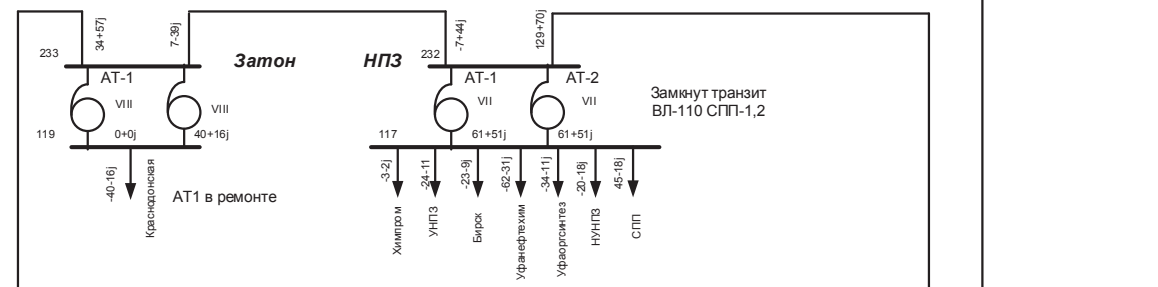 34+57j
7-39j
-7+44j
129+70j
233
Затон
НПЗ
232
АТ-1
VIII
VIII
АТ-1
VII
АТ-2
VII
Замкнут транзит
ВЛ-110 СПП-1,2
119
0+0j
40+16j
117
61+51j
61+51j
-40-16j
Краснодонская
АТ1 в ремонте
-3-2j
-24-11
-23-9j
-62-31j
-34-11j
-20-18j
45-18j
Химпром
УНПЗ
Бирск
Уфанефтехим
Уфаоргсинтез
НУНПЗ
СПП